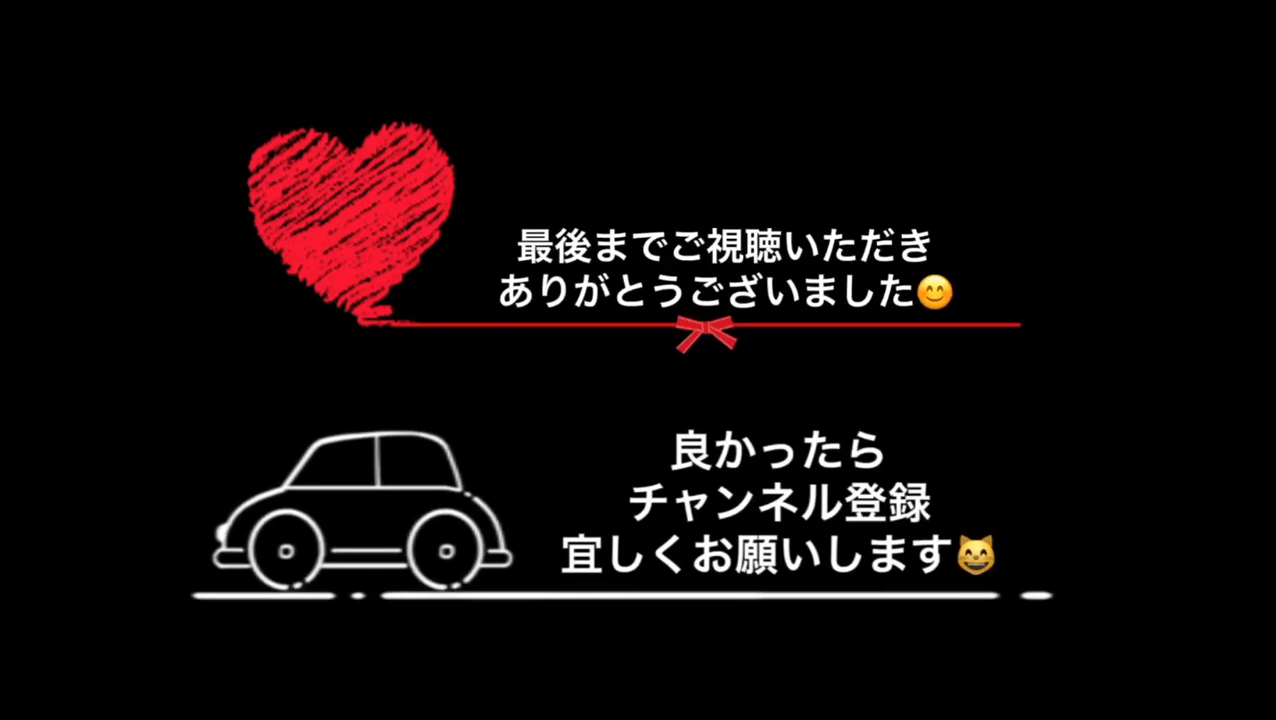 最後までご視聴いただき
ありがとうございました😊
良かったら
チャンネル登録
宜しくお願いします😸